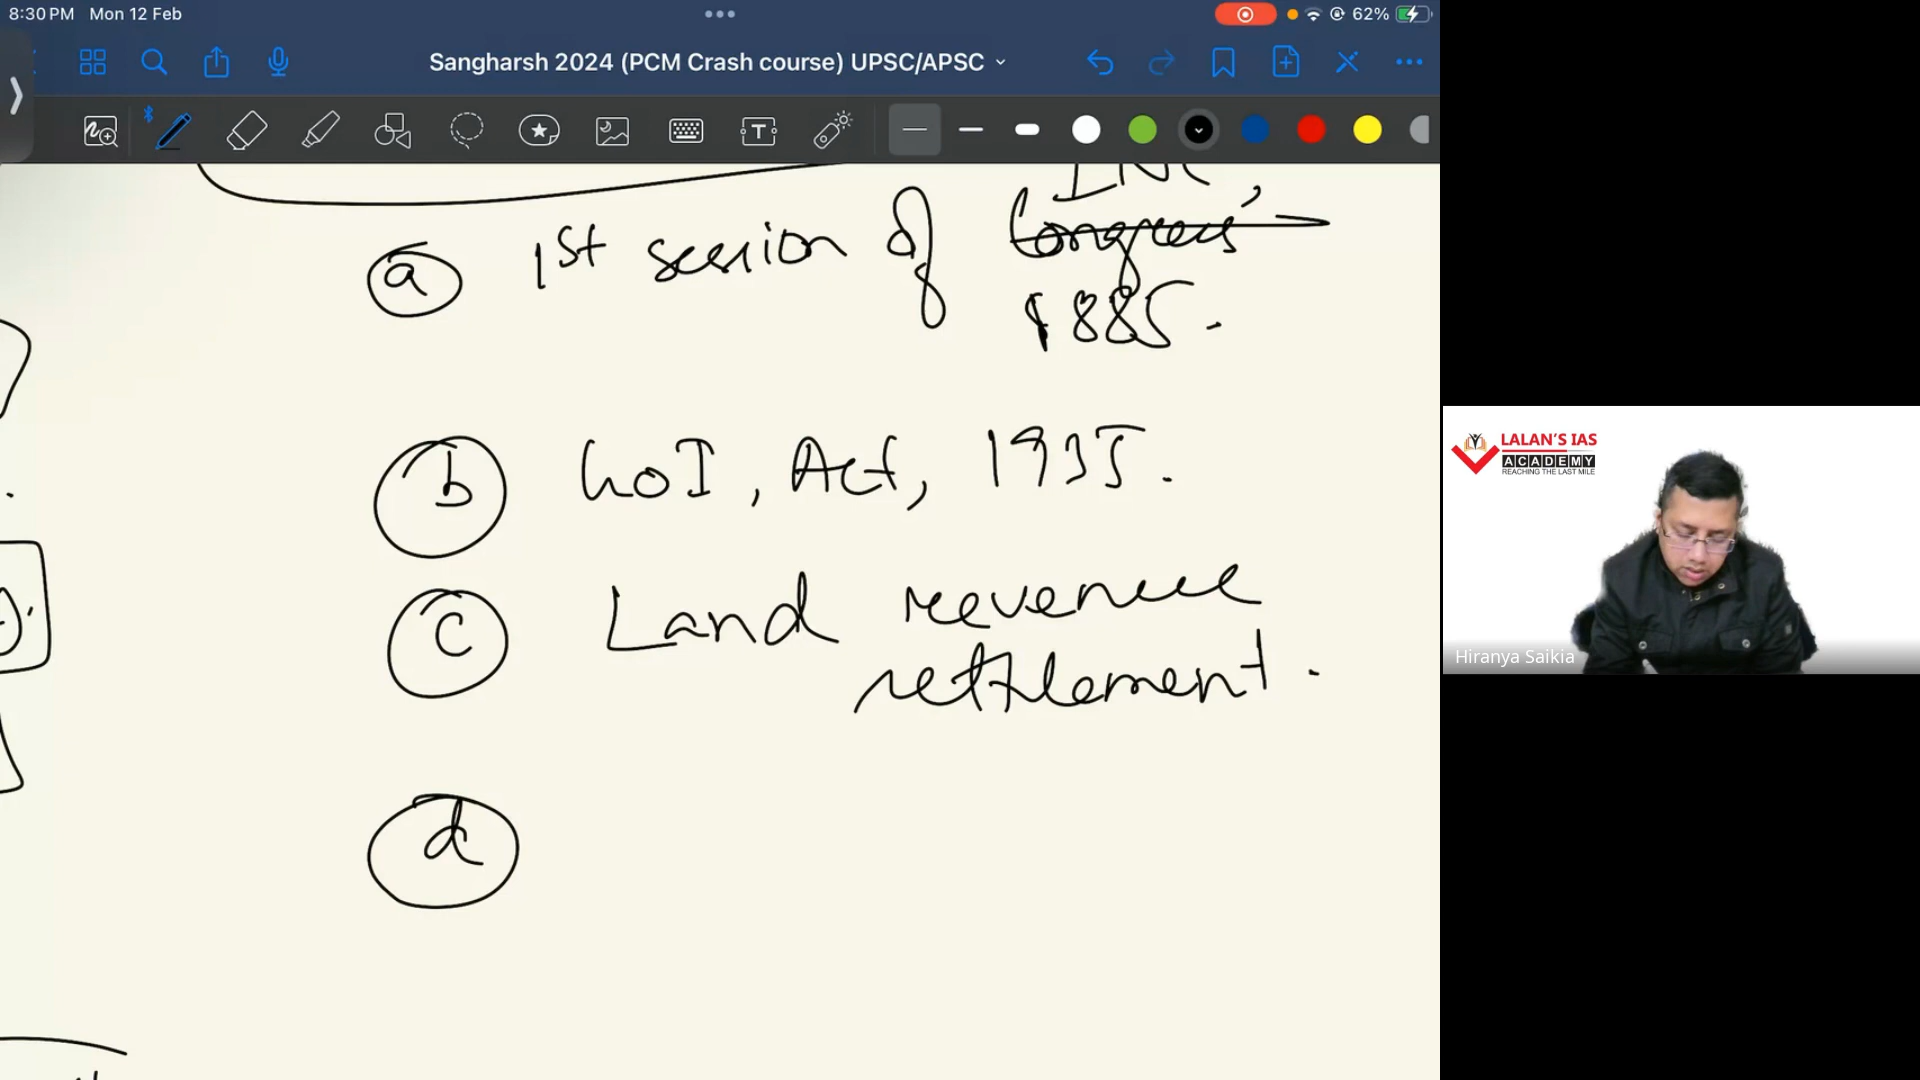 8:30 PM Mon 12 Feb
62%
Sangharsh 2024 (PCM Crash course) UPSC/APSC
T
INC,
a 1st session of Congress
1885.
b GoI, Act, 1935.
c Land revenue
settlement.
d
LALAN'S IAS
ACADEMY
REACHING THE LAST MILE
Hiranya Saikia